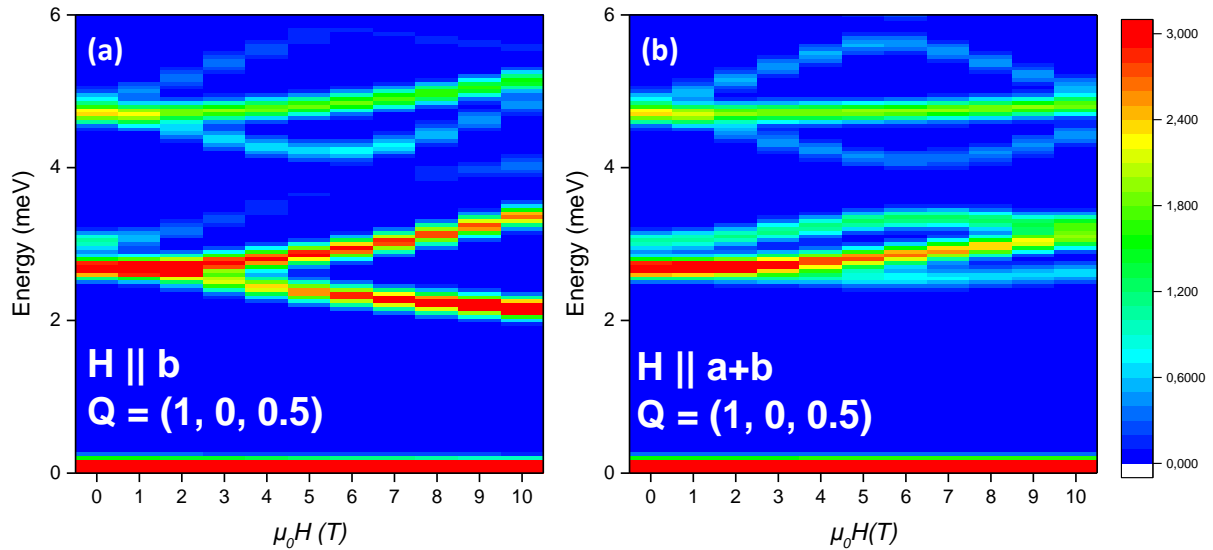 (a)
6
4
2
0
Energy (meV)
H || b
Q = (1, 0, 0.5)
0 1 2 3 4 5 6 7 8 9 10
μ0H (T)
(b)
6
4
2
0
Energy (meV)
H || a+b
Q = (1, 0, 0.5)
0 1 2 3 4 5 6 7 8 9 10
μ0H(T)
3,000
2,400
1,800
1,200
0,6000
0,000